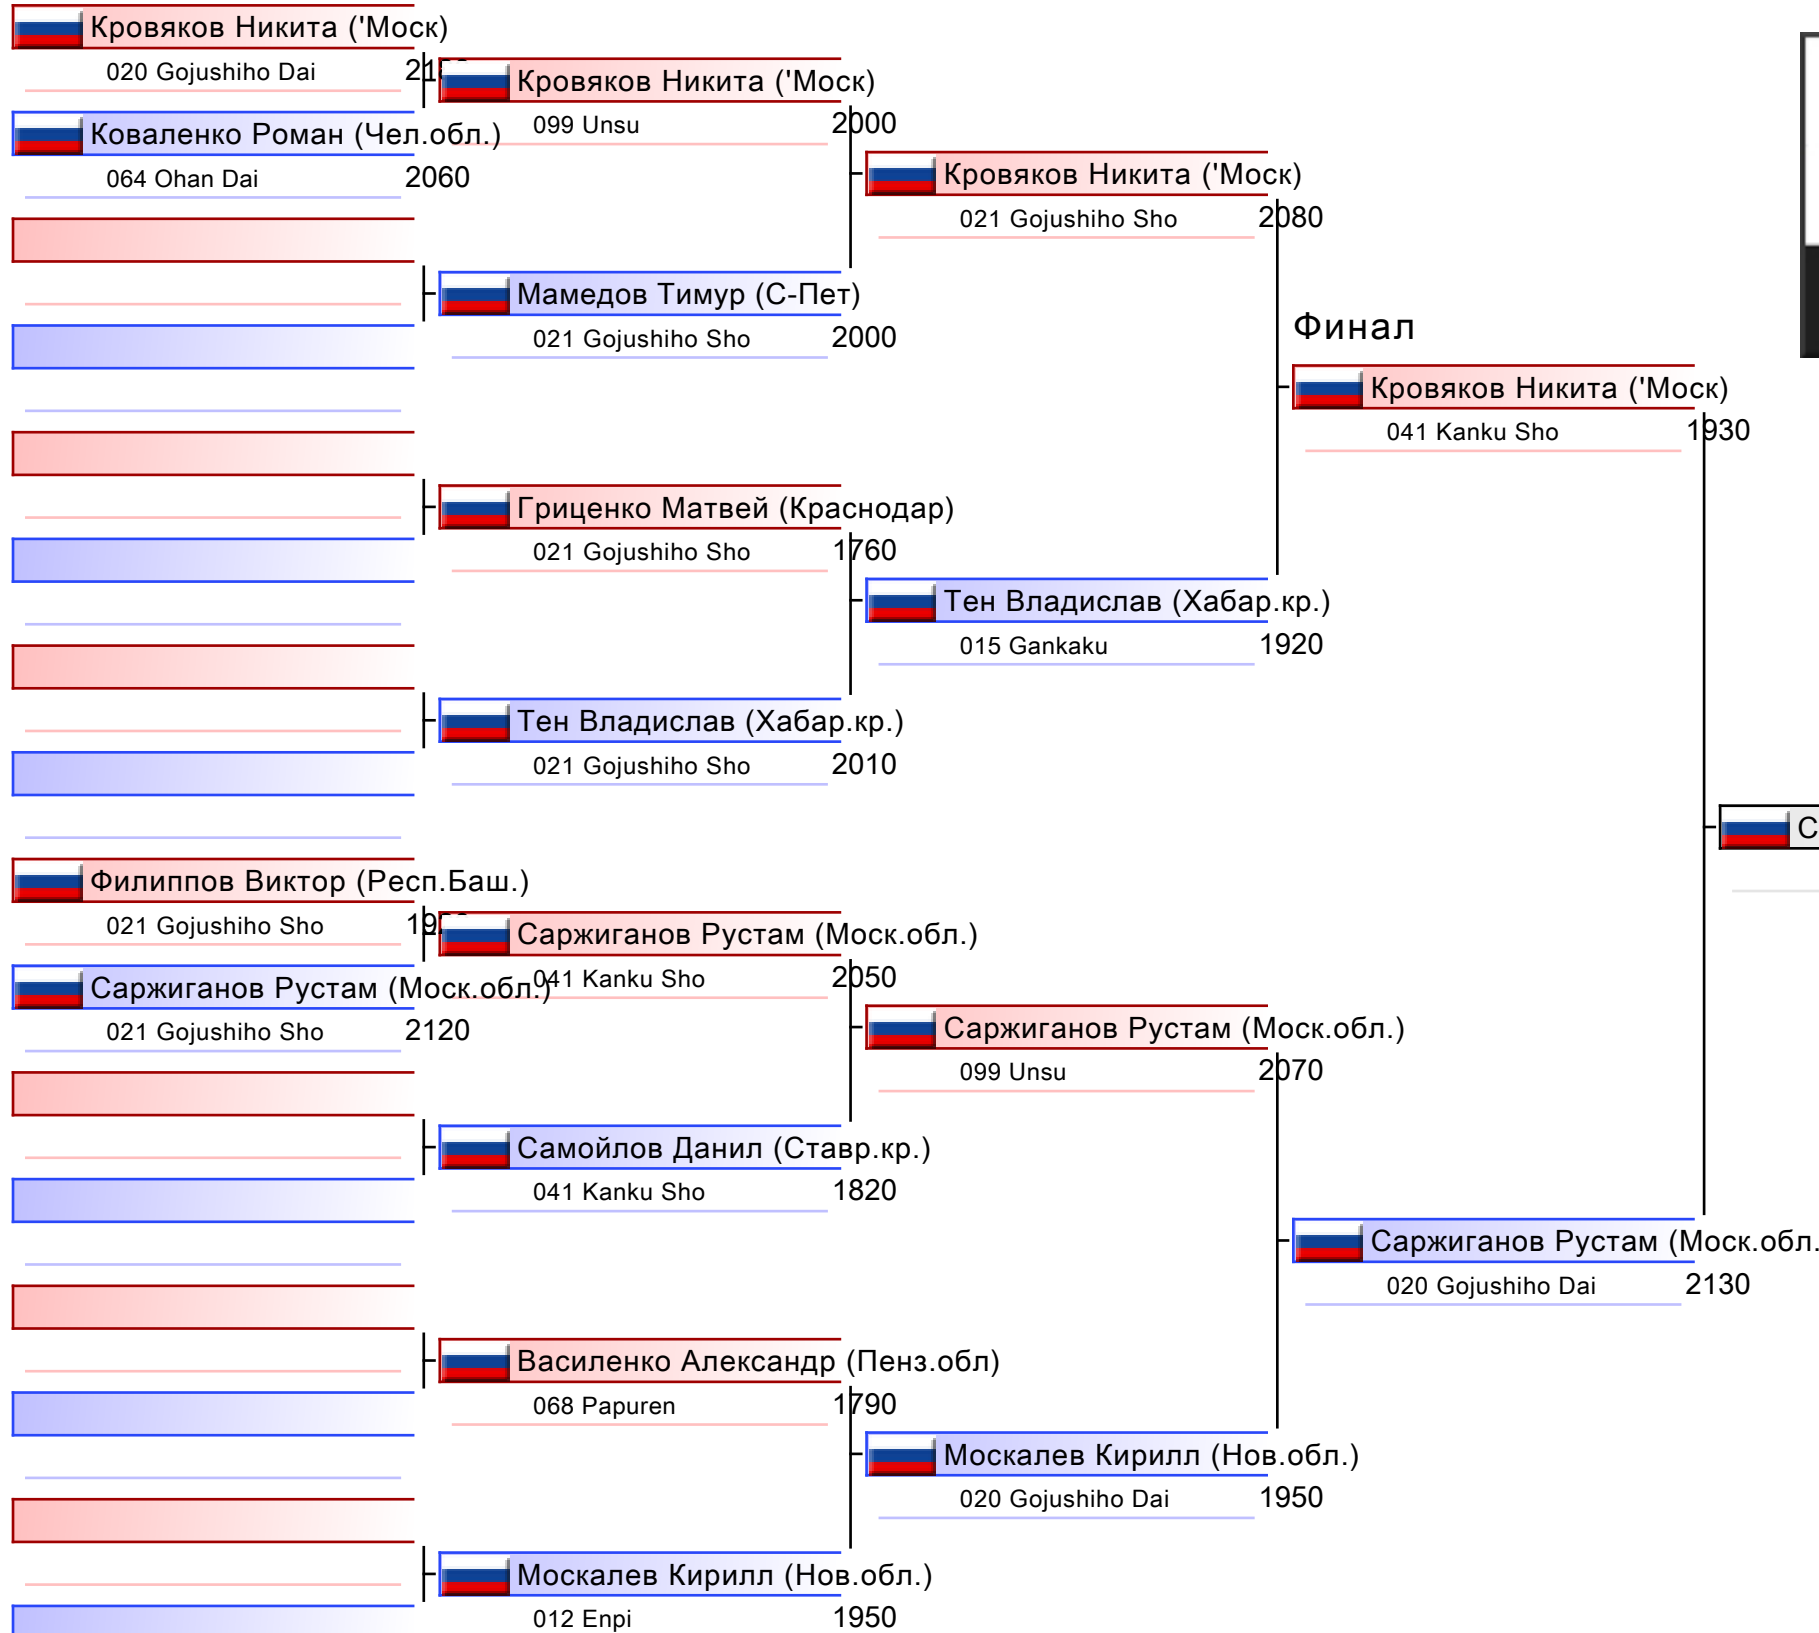 Кровяков Никита ('Моск)
020 Gojushiho Dai
Коваленко Роман (Чел.обл.)
064 Ohan Dai 2060
Филиппов Виктор (Респ.Баш.)
021 Gojushiho Sho
Саржиганов Рустам (Моск.обл.)
021 Gojushiho Sho 2120
Кровяков Никита ('Моск)
099 Unsu 2000
Мамедов Тимур (С-Пет)
021 Gojushiho Sho 2000
Гриценко Матвей (Краснодар)
021 Gojushiho Sho 1760
Тен Владислав (Хабар.кр.)
021 Gojushiho Sho 2010
Саржиганов Рустам (Моск.обл.)
041 Kanku Sho 2050
Самойлов Данил (Ставр.кр.)
041 Kanku Sho 1820
Василенко Александр (Пенз.обл)
068 Papuren 1790
Москалев Кирилл (Нов.обл.)
012 Enpi 1950
Кровяков Никита ('Моск)
021 Gojushiho Sho 2080
Тен Владислав (Хабар.кр.)
015 Gankaku 1920
Саржиганов Рустам (Моск.обл.)
099 Unsu 2070
Москалев Кирилл (Нов.обл.)
020 Gojushiho Dai 1950
Финал
Кровяков Никита ('Моск)
041 Kanku Sho 1930
Саржиганов Рустам (Моск.обл.
020 Gojushiho Dai 2130
С